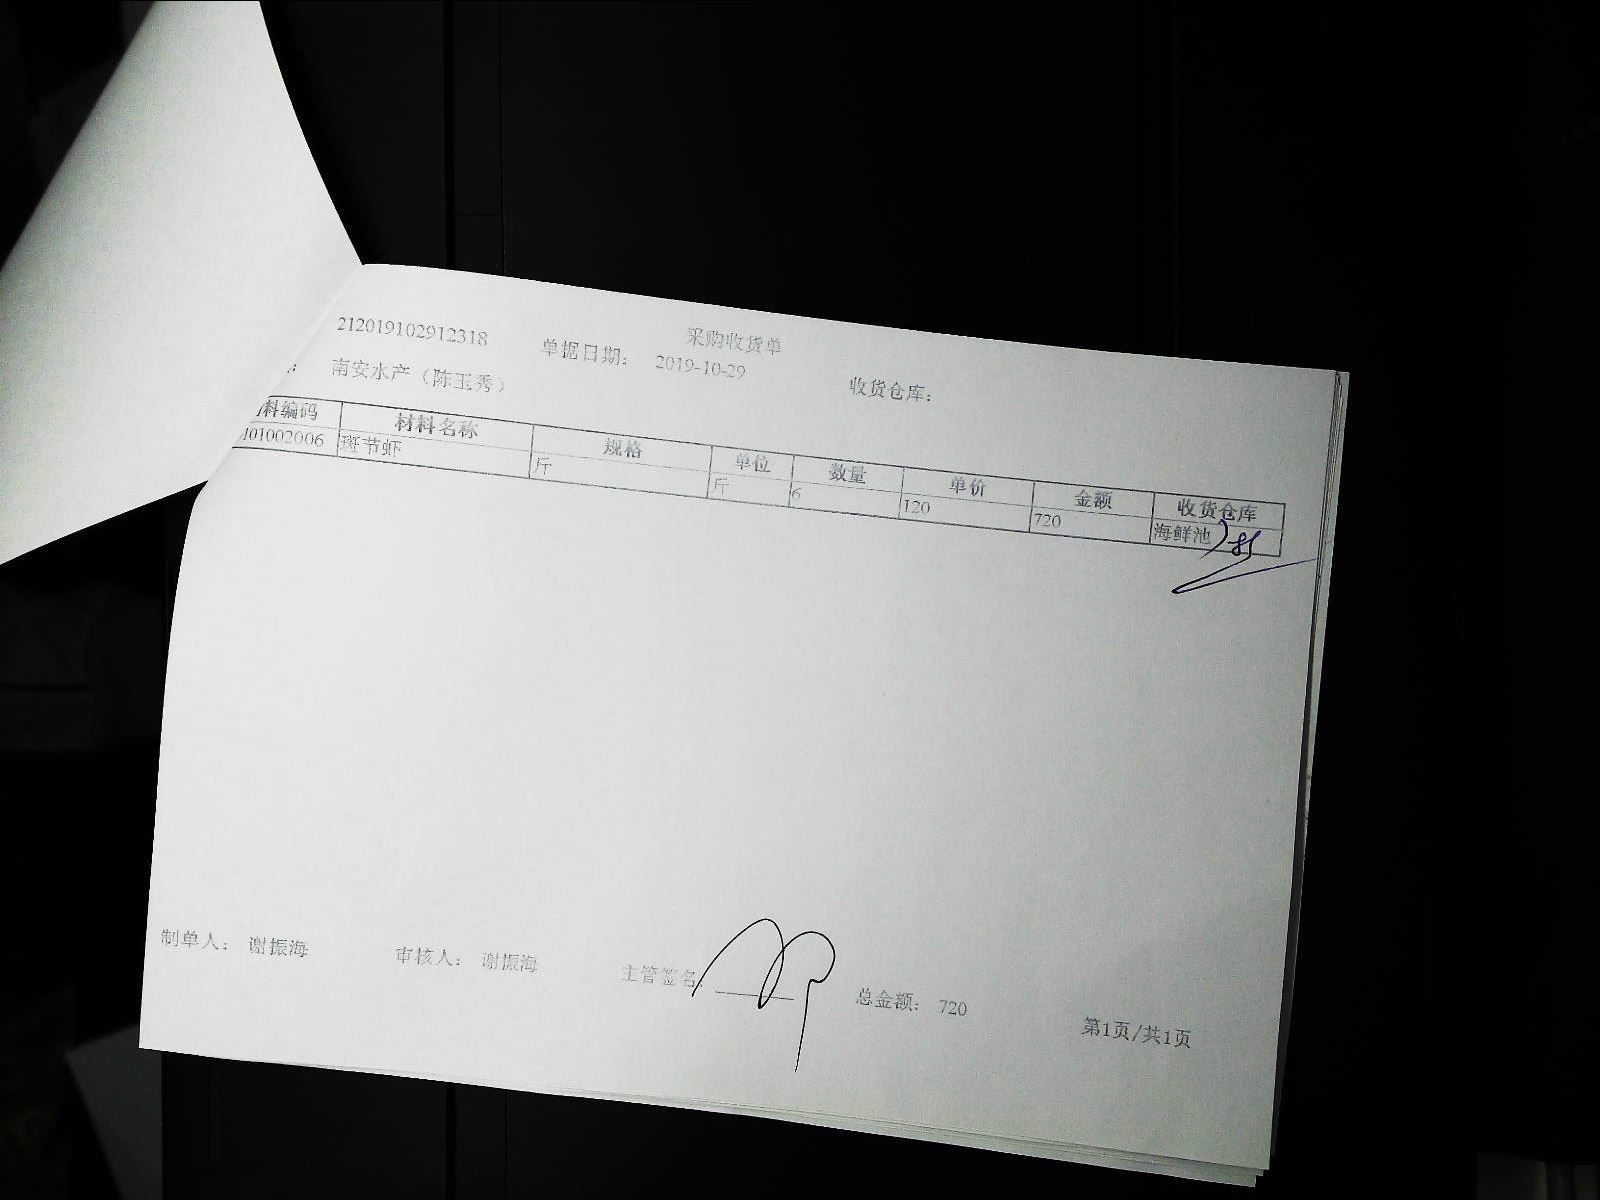 采购收货单
212019102912318 单据日期： 2019-10-29 收货仓库：
： 南安水产（陈玉秀）
料编码 材料名称 规格 单位 数量 单价 金额 收货仓库
101002006 斑节虾 斤 斤 6 120 720 海鲜池
制单人： 谢振海 审核人： 谢振海 主管签名： 总金额： 720
第1页/共1页